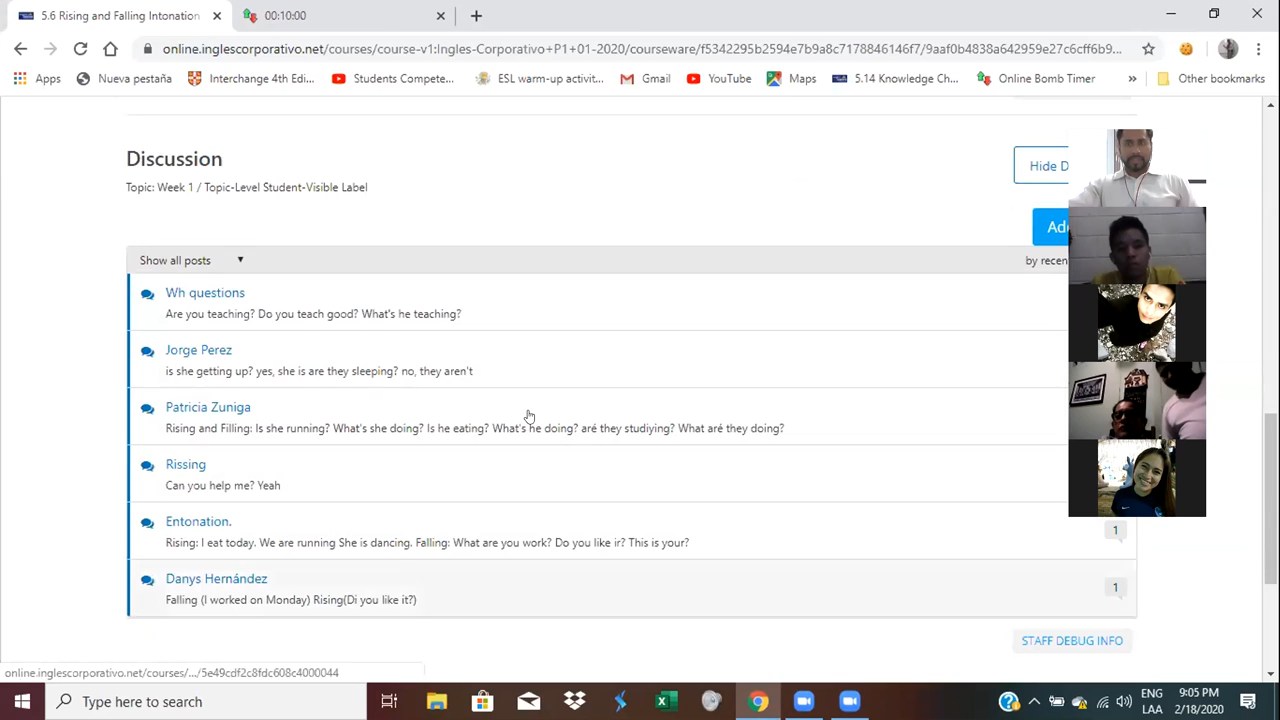 5.6 Rising and Falling Intonation
00:10:00
online.inglescorporativo.net/courses/course-v1:Ingles-Corporativo+P1+01-2020/courseware/f5342295b2594e7b9a8c7178846146f7/9aaf0b4838a642959e27c6cff6b9...
Apps
Nueva pestaña
Interchange 4th Edi...
Students Compete...
ESL warm-up activit...
Gmail
YouTube
Maps
5.14 Knowledge Ch...
Online Bomb Timer
»
Other bookmarks
Discussion
Hide D
Topic: Week 1 / Topic-Level Student-Visible Label
Add
Show all posts
by recen
Wh questions
Are you teaching? Do you teach good? What's he teaching?
Jorge Perez
is she getting up? yes, she is are they sleeping? no, they aren't
Patricia Zuniga
Rising and Filling: Is she running? What's she doing? Is he eating? What's he doing? aré they studiying? What aré they doing?
Rissing
Can you help me? Yeah
Entonation.
1
Rising: I eat today. We are running She is dancing. Falling: What are you work? Do you like ir? This is your?
Danys Hernández
1
Falling (I worked on Monday) Rising(Di you like it?)
STAFF DEBUG INFO
online.inglescorporativo.net/courses/.../5e49cdf2c8fdc608c4000044
Type here to search
ENG
LAA
9:05 PM
2/18/2020